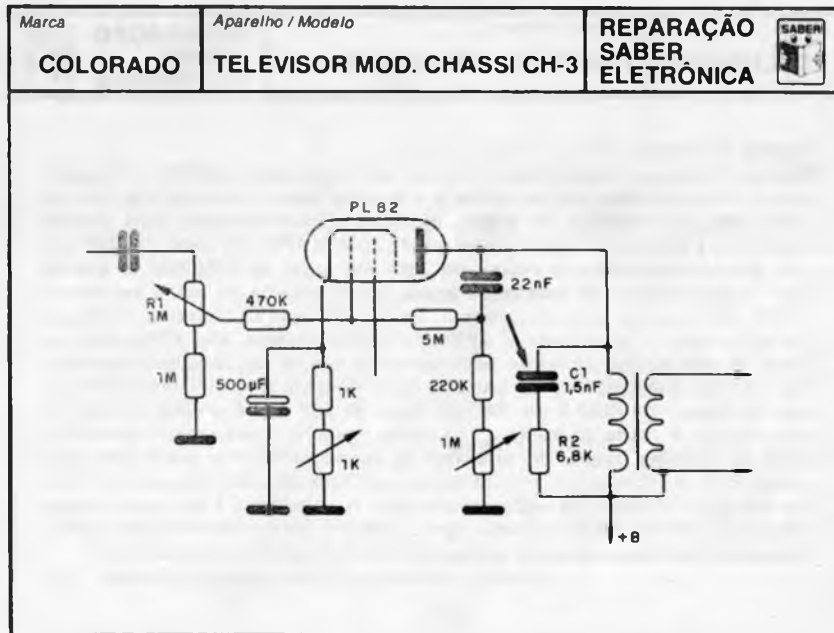 Marca
COLORADO
Aparelho / Modelo
TELEVISOR MOD. CHASSI CH-3
REPARAÇÃO
SABER
ELETRÔNICA
SABER
PL 82
22nF
R1
1M
470K
5M
C1
1,5nF
1M
500µF
1K
220K
1K
1M
R2
6,8K
+B